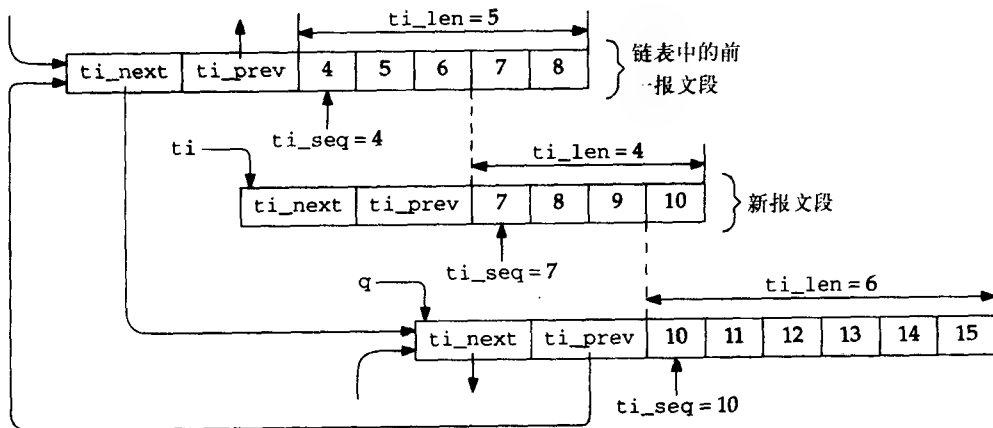 ti_len=5
ti_next ti_prev 4 5 6 7 8
链表中的前
一报文段
ti_seq=4
ti
ti_len=4
ti_next ti_prev 7 8 9 10
新报文段
ti_seq=7
q
ti_len=6
ti_next ti_prev 10 11 12 13 14 15
ti_seq=10